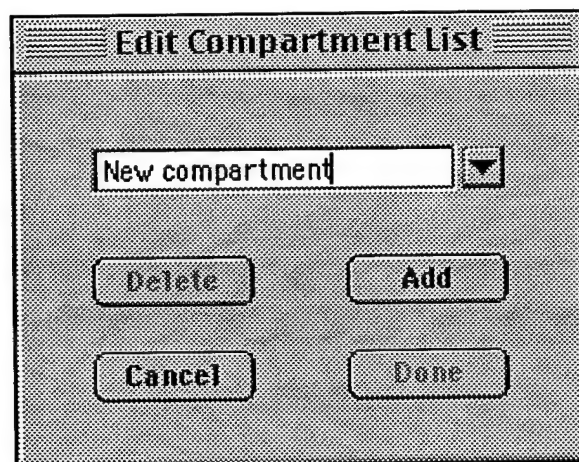 Edit Compartment List
New compartment
Delete
Add
Cancel
Done